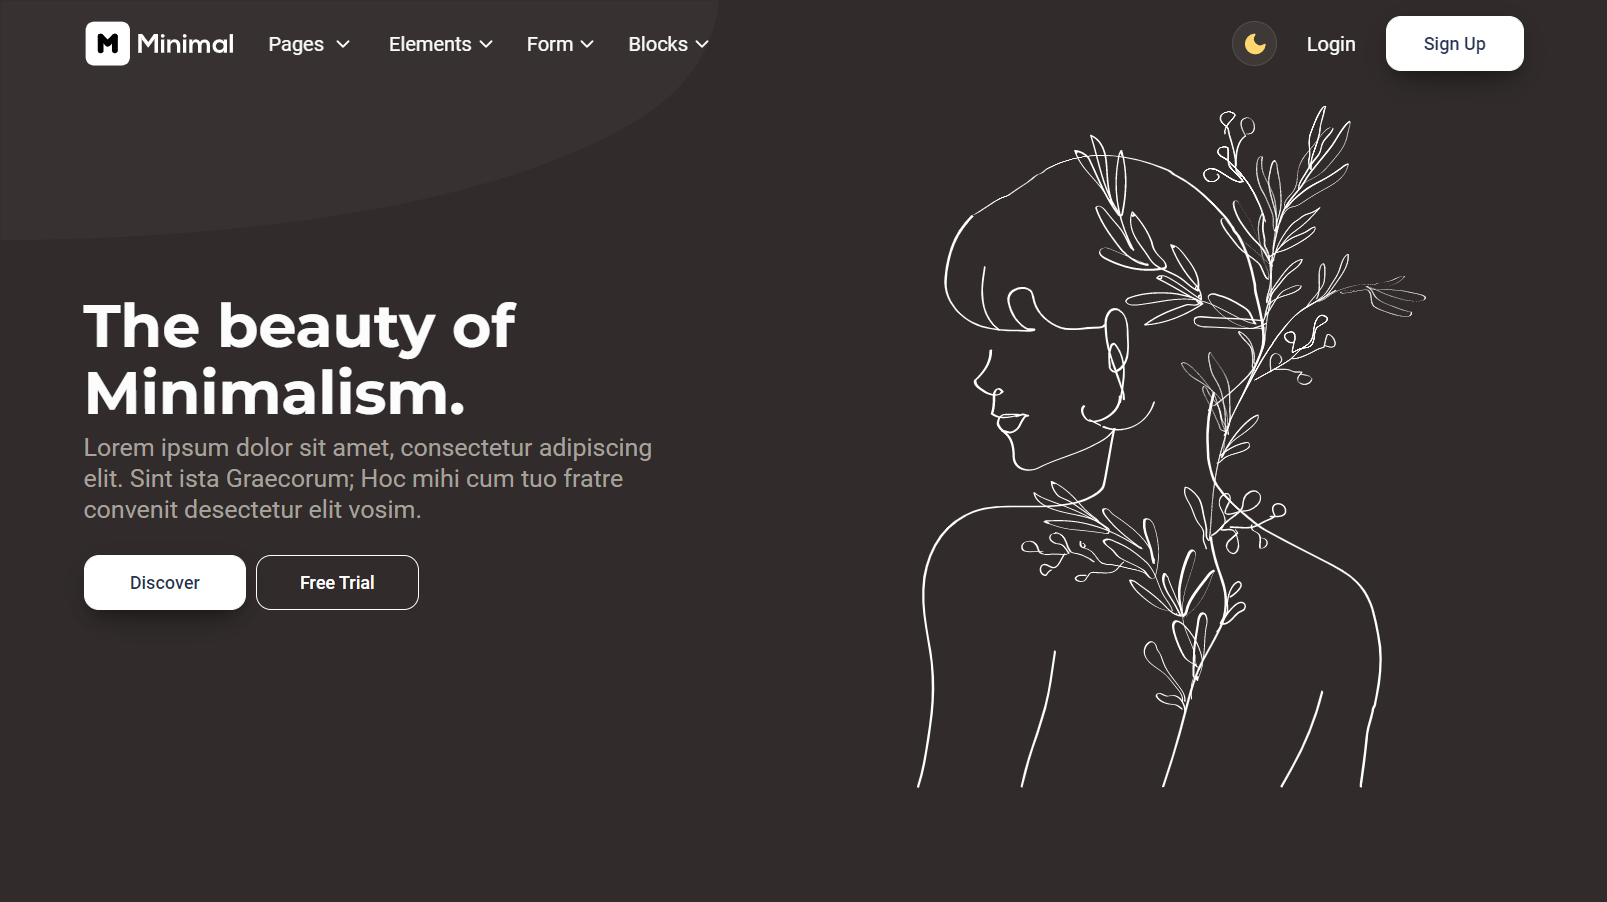 M Minimal Pages Elements Form Blocks Login Sign Up
The beauty of
Minimalism.
Lorem ipsum dolor sit amet, consectetur adipiscing
elit. Sint ista Graecorum; Hoc mihi cum tuo fratre
convenit desectetur elit vosim.
Discover Free Trial